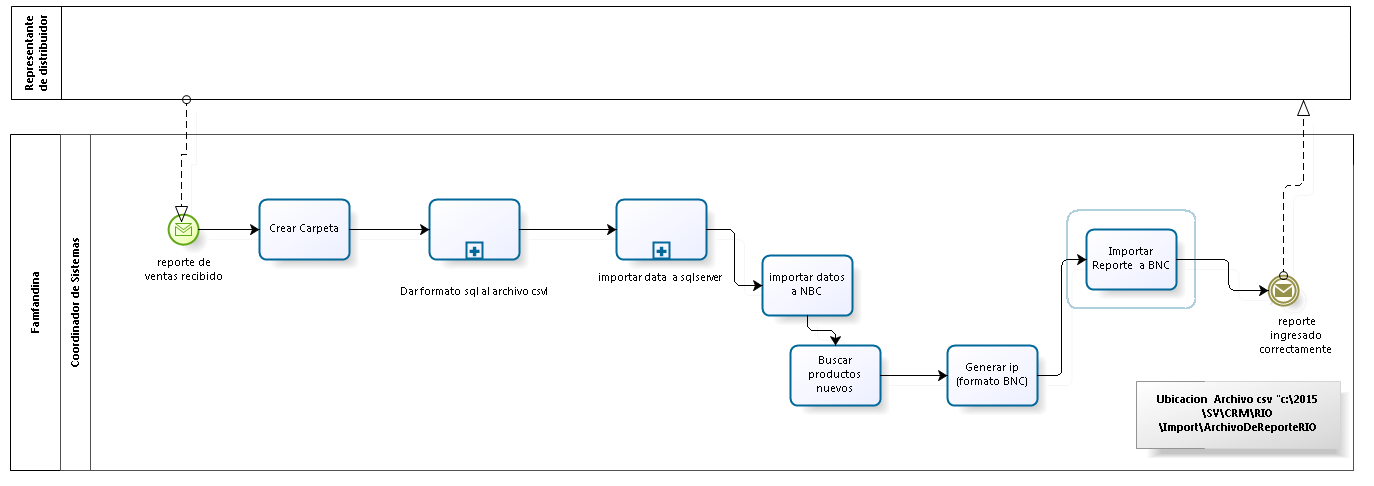 Representante
de distribuidor
Famfandina
Coordinador de Sistemas
reporte de
ventas recibido
Crear Carpeta
Dar formato sql al archivo csvl
importar data a sqlserver
importar datos
a NBC
Buscar
productos
nuevos
Generar ip
(formato BNC)
Importar
Reporte a BNC
reporte
ingresado
correctamente
Ubicacion Archivo csv "c:\2015
\SV\CRM\RIO
\Import\ArchivoDeReporteRIO